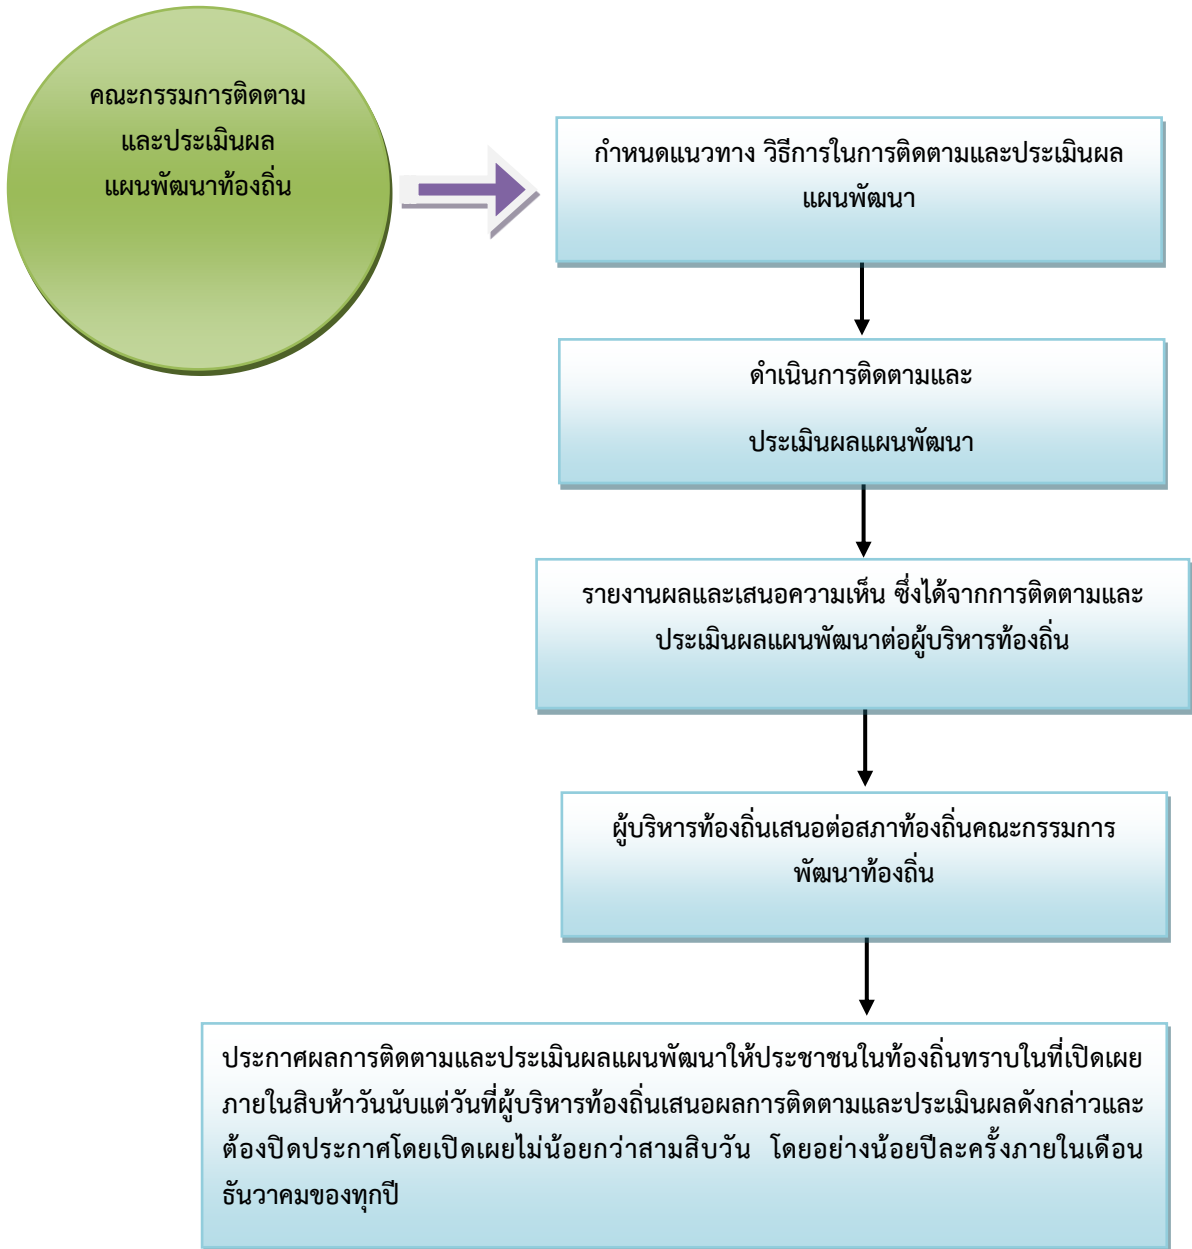 คณะกรรมการติดตาม
และประเมินผล
แผนพัฒนาท้องถิ่น
กำหนดแนวทาง วิธีการในการติดตามและประเมินผล
แผนพัฒนา
ดำเนินการติดตามและ
ประเมินผลแผนพัฒนา
รายงานผลและเสนอความเห็น ซึ่งได้จากการติดตามและ
ประเมินผลแผนพัฒนาต่อผู้บริหารท้องถิ่น
ผู้บริหารท้องถิ่นเสนอต่อสภาท้องถิ่นคณะกรรมการ
พัฒนาท้องถิ่น
ประกาศผลการติดตามและประเมินผลแผนพัฒนาให้ประชาชนในท้องถิ่นทราบในที่เปิดเผย
ภายในสิบห้าวันนับแต่วันที่ผู้บริหารท้องถิ่นเสนอผลการติดตามและประเมินผลดังกล่าวและ
ต้องปิดประกาศโดยเปิดเผยไม่น้อยกว่าสามสิบวัน โดยอย่างน้อยปีละครั้งภายในเดือน
ธันวาคมของทุกปี